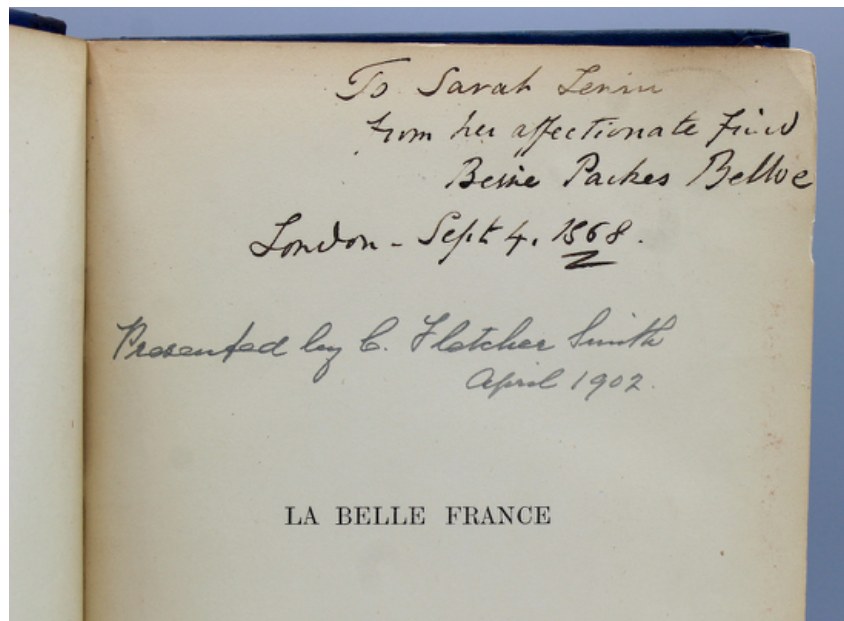 To Sarah Lewin
from her affectionate friend
Bessie Parkes Belloc
London - Sept 4. 1868.
Presented by C. Fletcher Smith
April 1902.
LA BELLE FRANCE